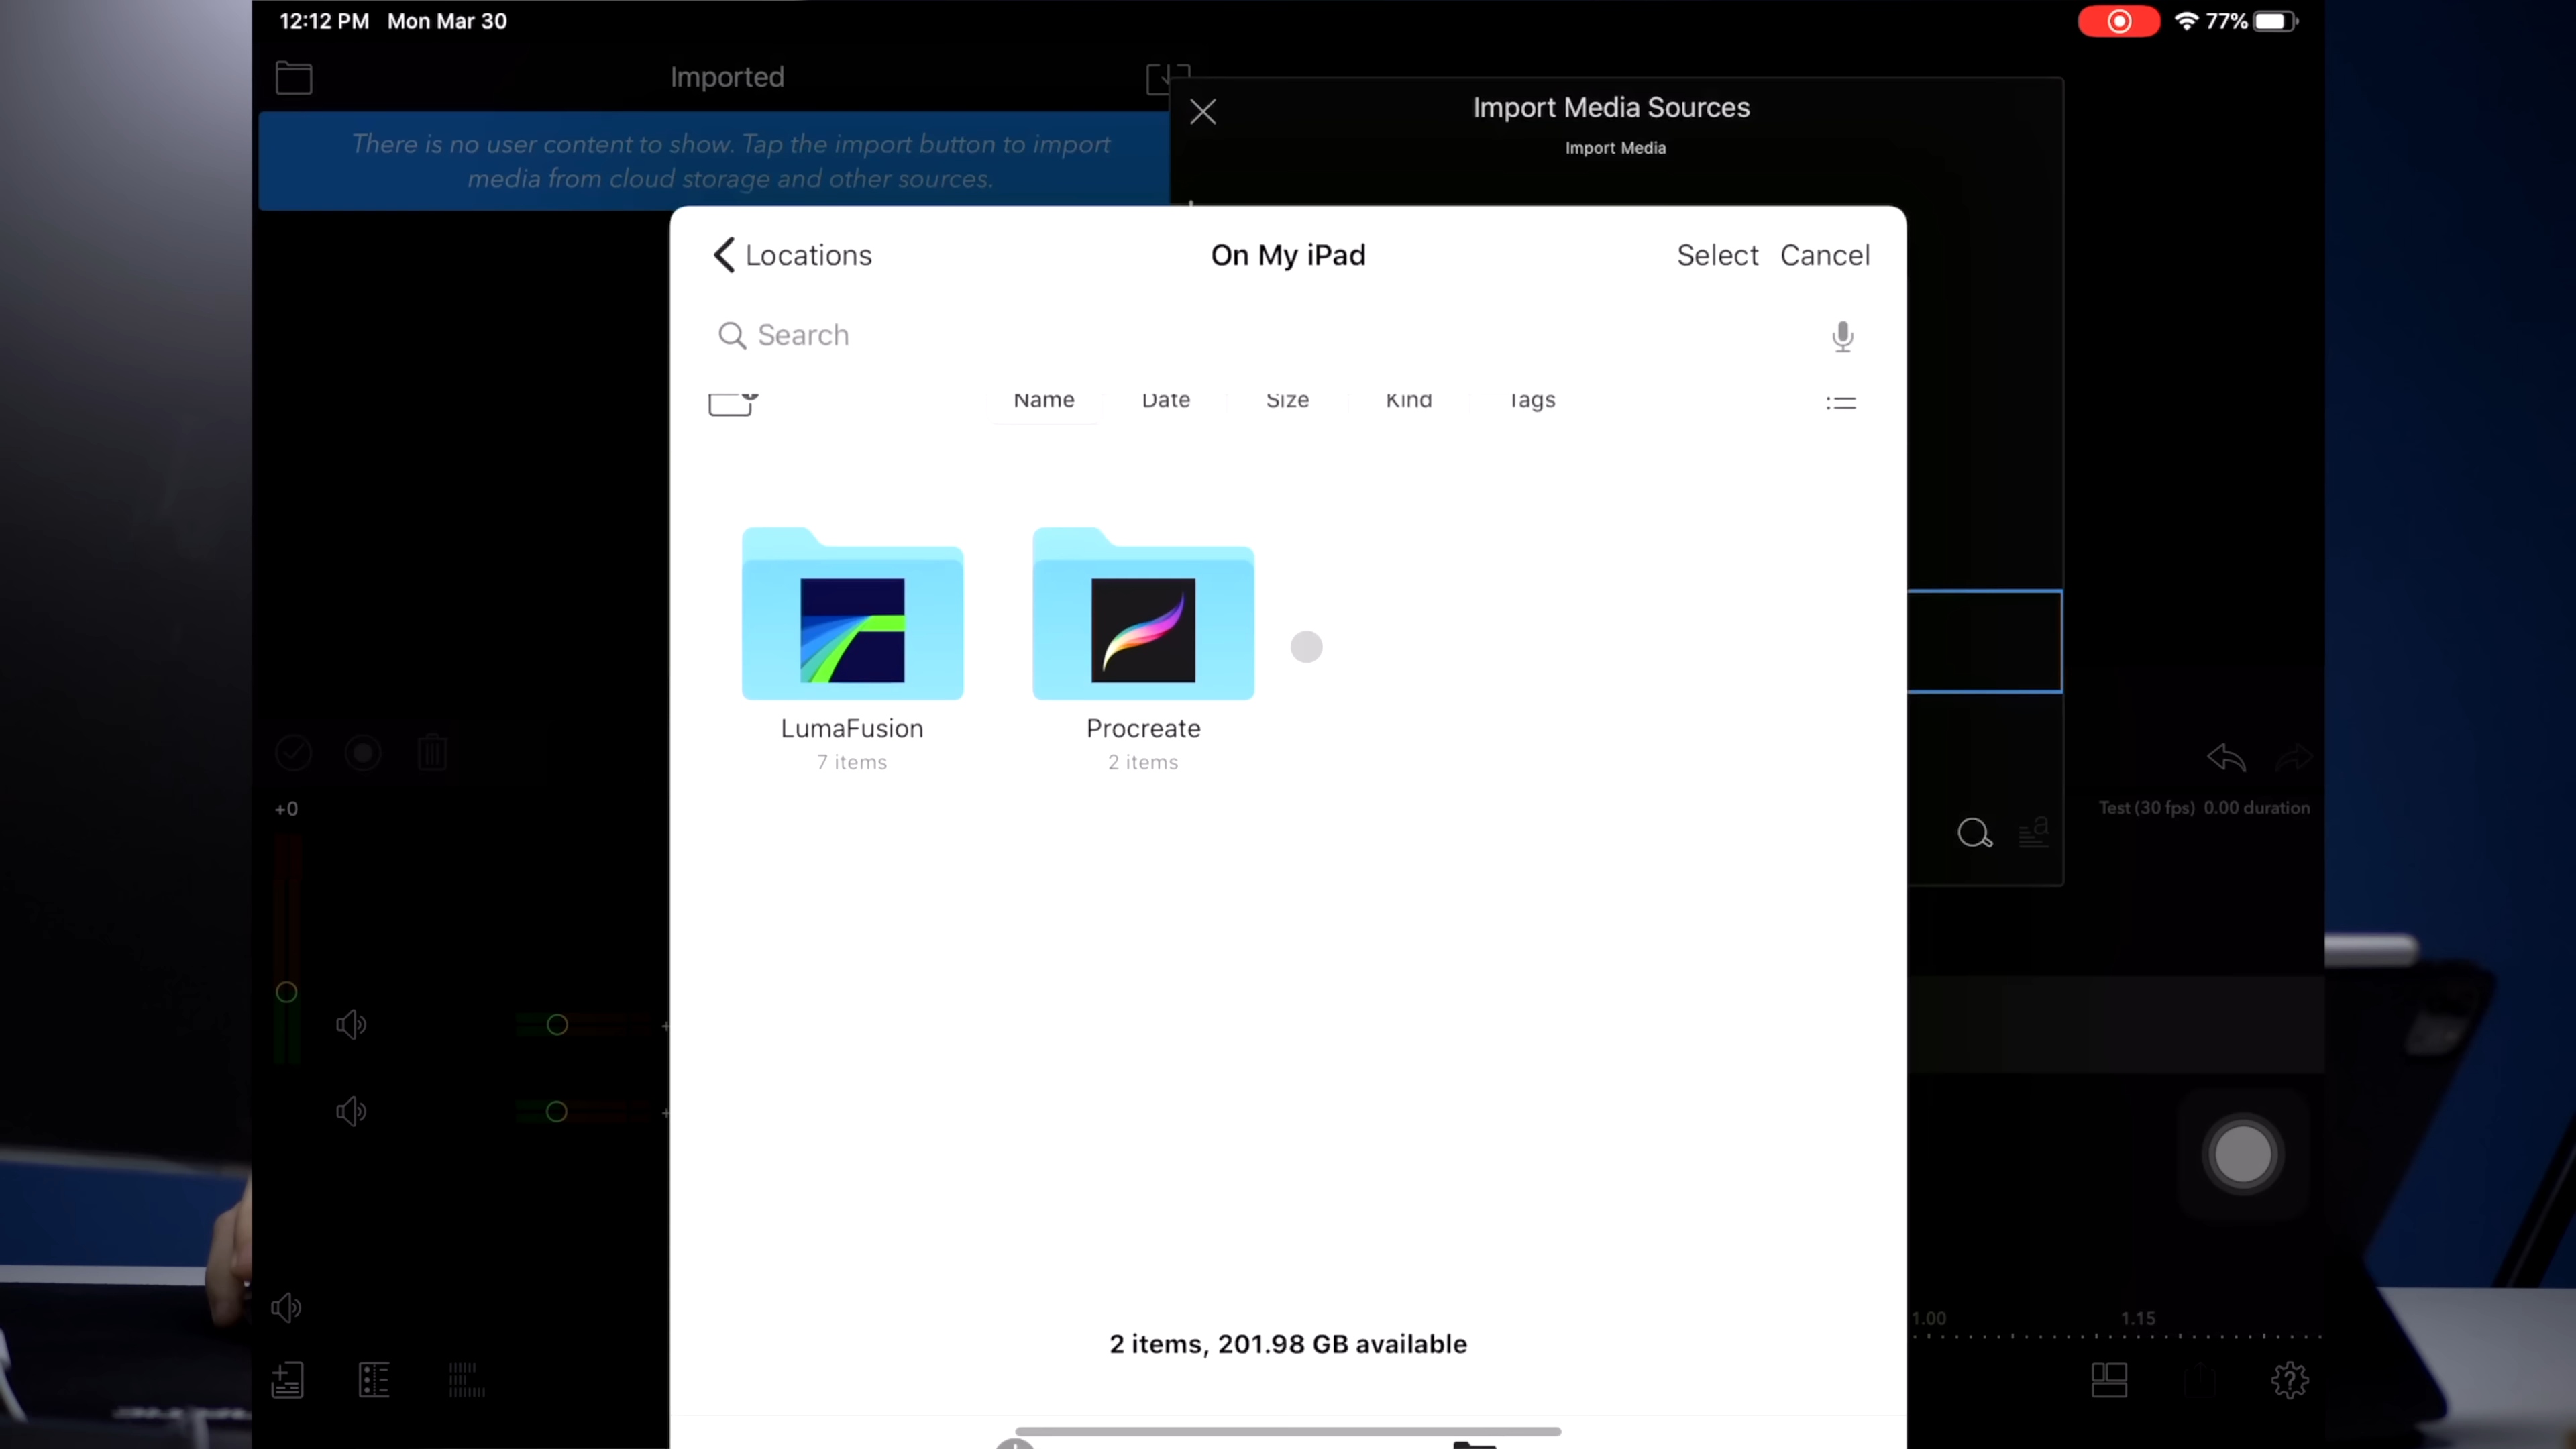 12:12 PM Mon Mar 30
77%
Imported
There is no user content to show. Tap the import button to import
media from cloud storage and other sources.
Import Media Sources
Import Media
Locations
On My iPad
Select Cancel
Search
Name Date Size Kind Tags
LumaFusion
7 items
Procreate
2 items
+0
Test (30 fps) 0.00 duration
2 items, 201.98 GB available
1.00 1.15